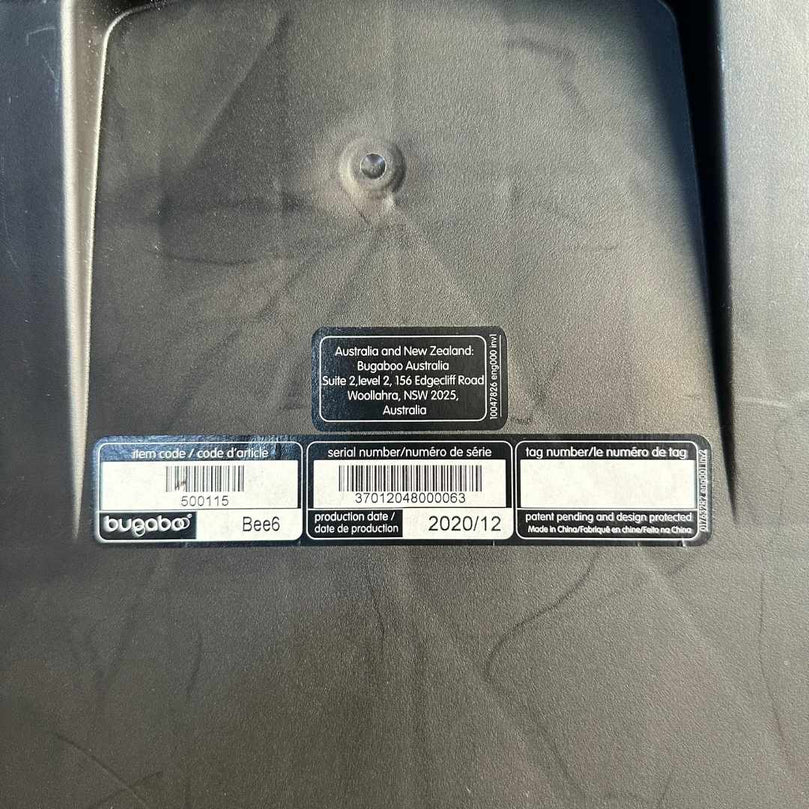 Australia and New Zealand:
Bugaboo Australia
Suite 2,level 2, 156 Edgecliff Road
Woollahra, NSW 2025,
Australia
10047826 eng000 inv1
item code / code d'article
500115
bugaboo
Bee6
serial number/numéro de série
37012048000063
production date /
date de production
2020/12
tag number/le numéro de tag
patent pending and design protected
Made in China/Fabriqué en chine/Feito na China